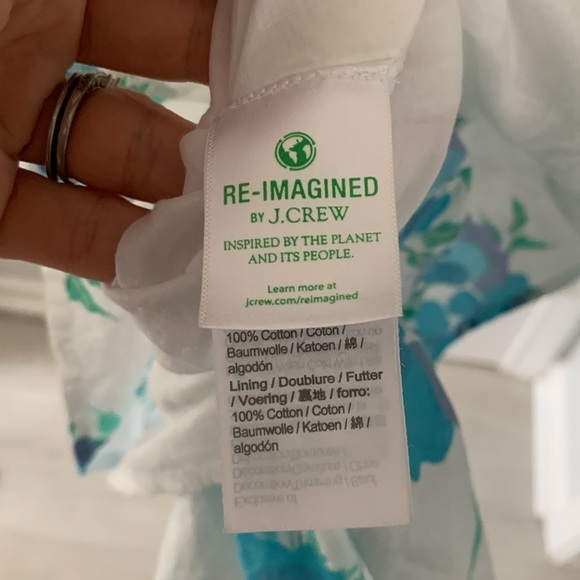 RE-IMAGINED
BY J.CREW
INSPIRED BY THE PLANET
AND ITS PEOPLE.
Learn more at
jcrew.com/reimagined
100% Cotton / Coton /
Baumwolle / Katoen / 綿 /
algodón
Lining / Doublure / Futter
/ Voering / 裏地 / forro:
100% Cotton / Coton /
Baumwolle / Katoen / 綿 /
algodón